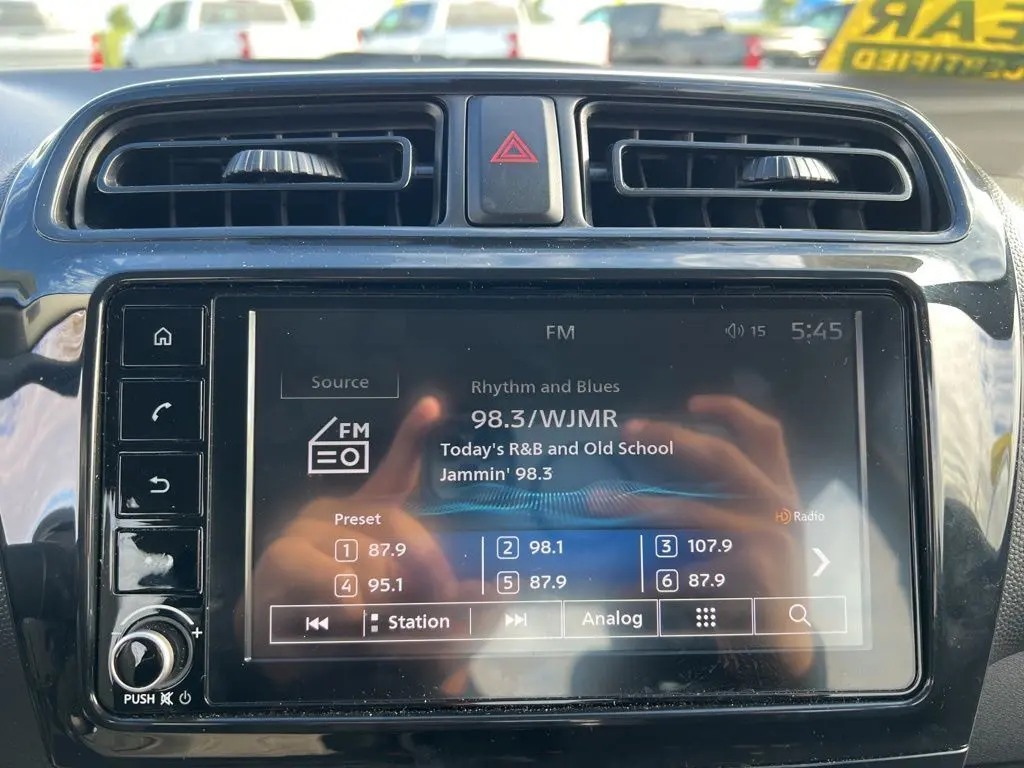 EAR
CERTIFIED
FM
15
5:45
Source
Rhythm and Blues
98.3/WJMR
FM
Today's R&B and Old School
Jammin' 98.3
HD Radio
Preset
1 87.9
2 98.1
3 107.9
4 95.1
5 87.9
6 87.9
Station
Analog
- +
PUSH